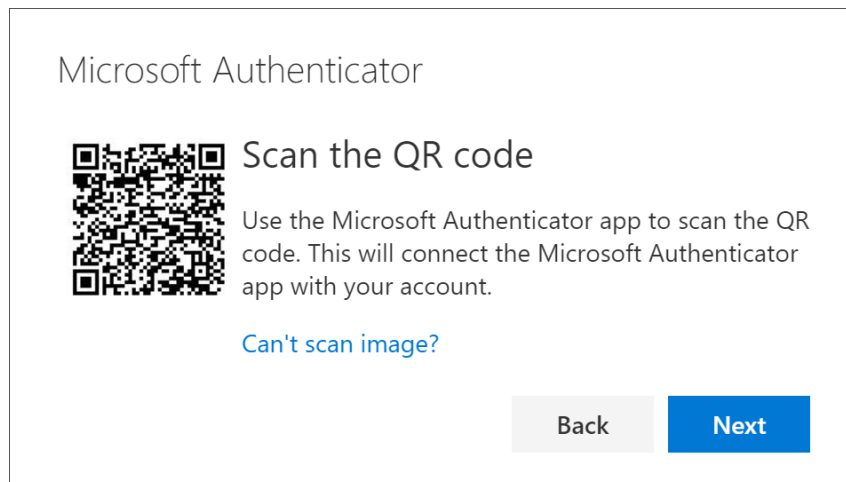 Microsoft Authenticator
Scan the QR code
Use the Microsoft Authenticator app to scan the QR
code. This will connect the Microsoft Authenticator
app with your account.
Can't scan image?
Back
Next